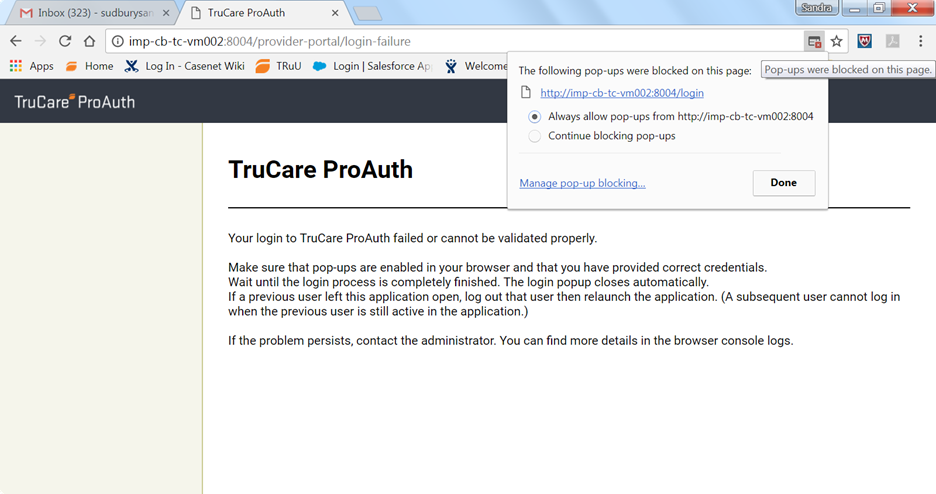 Inbox (323) - sudburysan
TruCare ProAuth
Sandra
imp-cb-tc-vm002:8004/provider-portal/login-failure
Apps
Home
Log In - Casenet Wiki
TRuU
Login | Salesforce Ap
Welcome
Pop-ups were blocked on this page.
The following pop-ups were blocked on this page:
http://imp-cb-tc-vm002:8004/login
Always allow pop-ups from http://imp-cb-tc-vm002:8004
Continue blocking pop-ups
Manage pop-up blocking...
Done
TruCare ProAuth
TruCare ProAuth
Your login to TruCare ProAuth failed or cannot be validated properly.
Make sure that pop-ups are enabled in your browser and that you have provided correct credentials.
Wait until the login process is completely finished. The login popup closes automatically.
If a previous user left this application open, log out that user then relaunch the application. (A subsequent user cannot log in
when the previous user is still active in the application.)
If the problem persists, contact the administrator. You can find more details in the browser console logs.